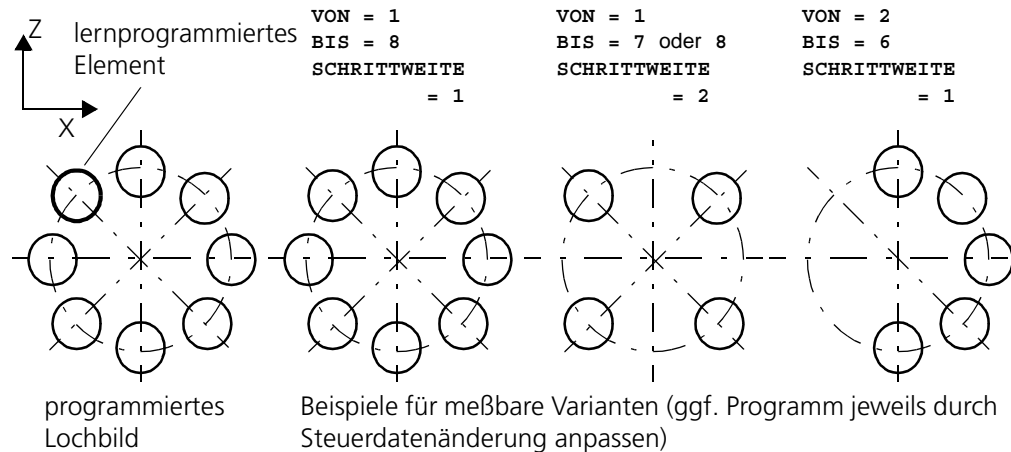 Z
X
lernprogrammiertes
Element
VON = 1
BIS = 8
SCHRITTWEITE
= 1
VON = 1
BIS = 7 oder 8
SCHRITTWEITE
= 2
VON = 2
BIS = 6
SCHRITTWEITE
= 1
programmiertes
Lochbild
Beispiele für meßbare Varianten (ggf. Programm jeweils durch
Steuerdatenänderung anpassen)